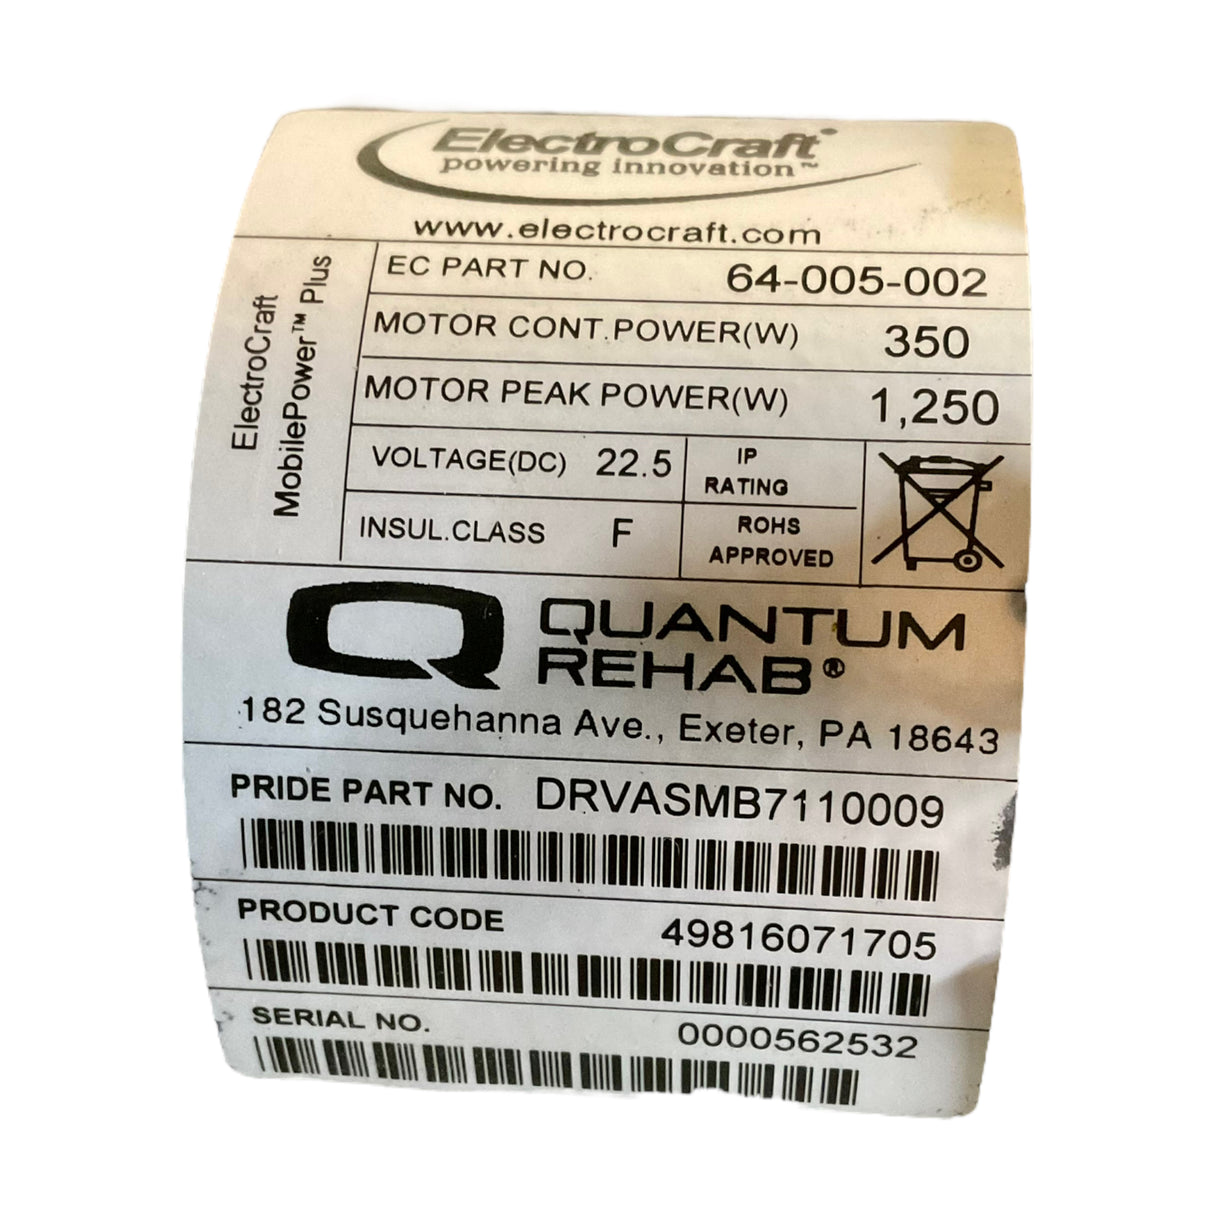 ElectroCraft
powering innovation™
www.electrocraft.com
ElectroCraft
MobilePower™ Plus
EC PART NO. 64-005-002
MOTOR CONT.POWER(W) 350
MOTOR PEAK POWER(W) 1,250
VOLTAGE(DC) 22.5
IP
RATING
INSUL.CLASS F
ROHS
APPROVED
QUANTUM
REHAB®
182 Susquehanna Ave., Exeter, PA 18643
PRIDE PART NO. DRVASMB7110009
PRODUCT CODE 49816071705
SERIAL NO. 0000562532